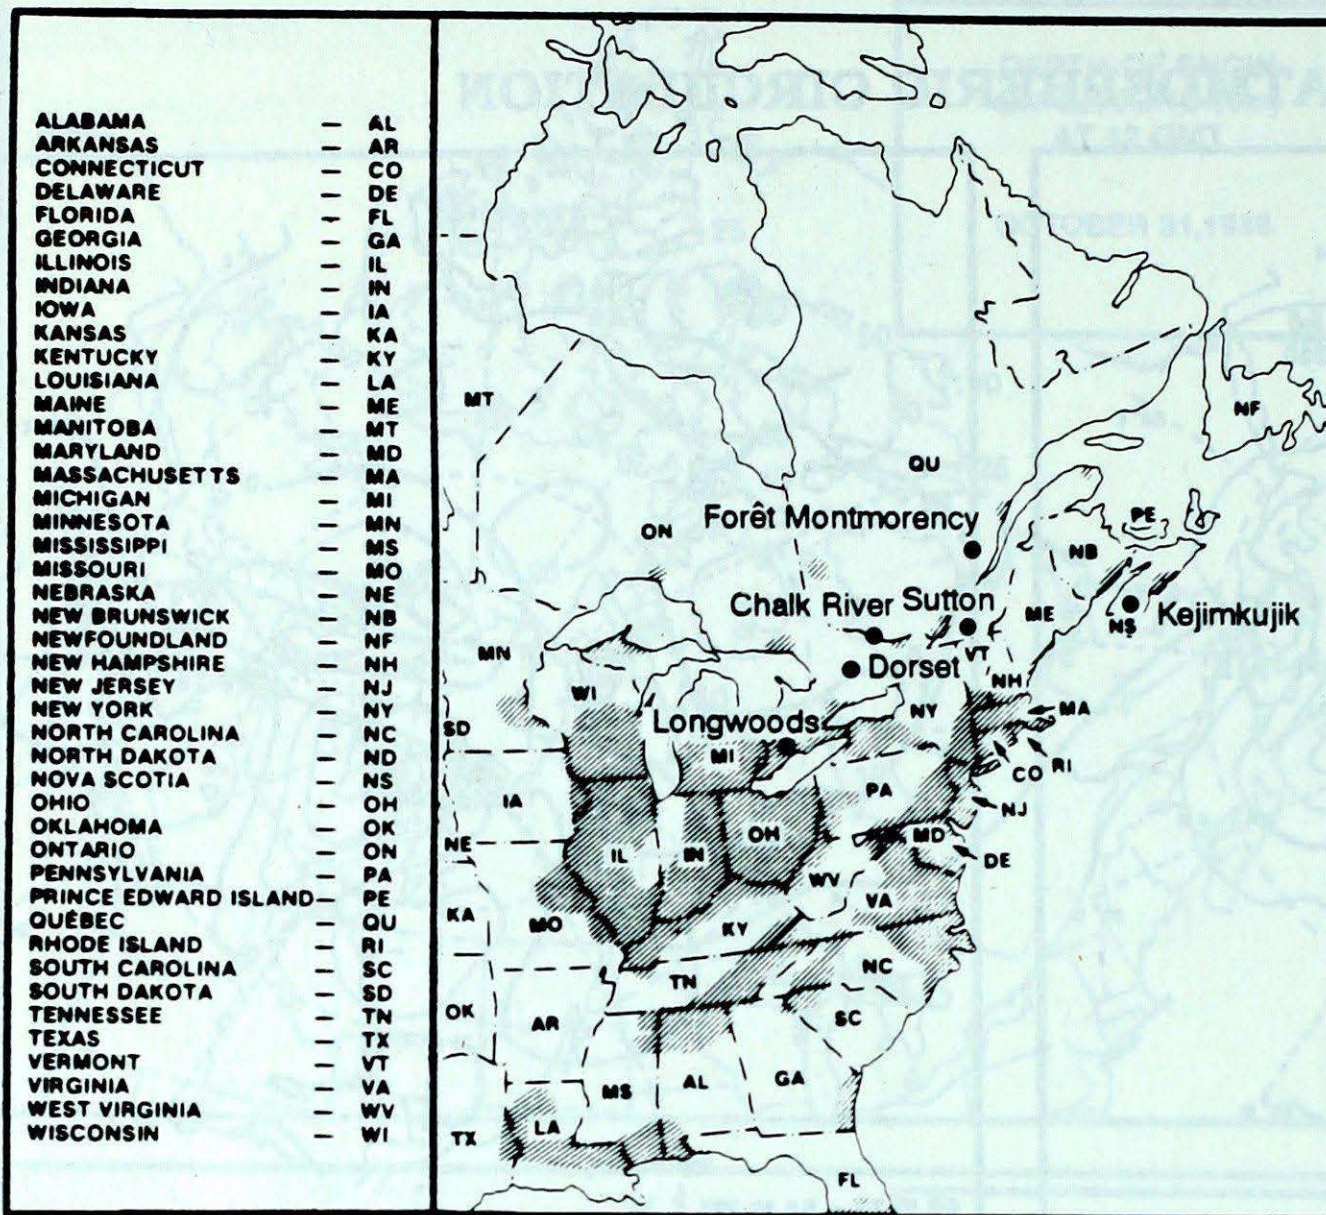 ALABAMA – AL
ARKANSAS – AR
CONNECTICUT – CO
DELAWARE – DE
FLORIDA – FL
GEORGIA – GA
ILLINOIS – IL
INDIANA – IN
IOWA – IA
KANSAS – KA
KENTUCKY – KY
LOUISIANA – LA
MAINE – ME
MANITOBA – MT
MARYLAND – MD
MASSACHUSETTS – MA
MICHIGAN – MI
MINNESOTA – MN
MISSISSIPPI – MS
MISSOURI – MO
NEBRASKA – NE
NEW BRUNSWICK – NB
NEWFOUNDLAND – NF
NEW HAMPSHIRE – NH
NEW JERSEY – NJ
NEW YORK – NY
NORTH CAROLINA – NC
NORTH DAKOTA – ND
NOVA SCOTIA – NS
OHIO – OH
OKLAHOMA – OK
ONTARIO – ON
PENNSYLVANIA – PA
PRINCE EDWARD ISLAND – PE
QUÉBEC – QU
RHODE ISLAND – RI
SOUTH CAROLINA – SC
SOUTH DAKOTA – SD
TENNESSEE – TN
TEXAS – TX
VERMONT – VT
VIRGINIA – VA
WEST VIRGINIA – WV
WISCONSIN – WI
MT
NF
QU
Forêt Montmorency
PE
ON
NB
Chalk River
Sutton
ME
NS
Kejimkujik
MN
VT
Dorset
NH
WI
NY
MA
Longwoods
SD
MI
CO
RI
IA
PA
NJ
NE
IL
IN
OH
MD
DE
WV
VA
KA
MO
KY
TN
NC
OK
AR
SC
MS
AL
GA
TX
LA
FL